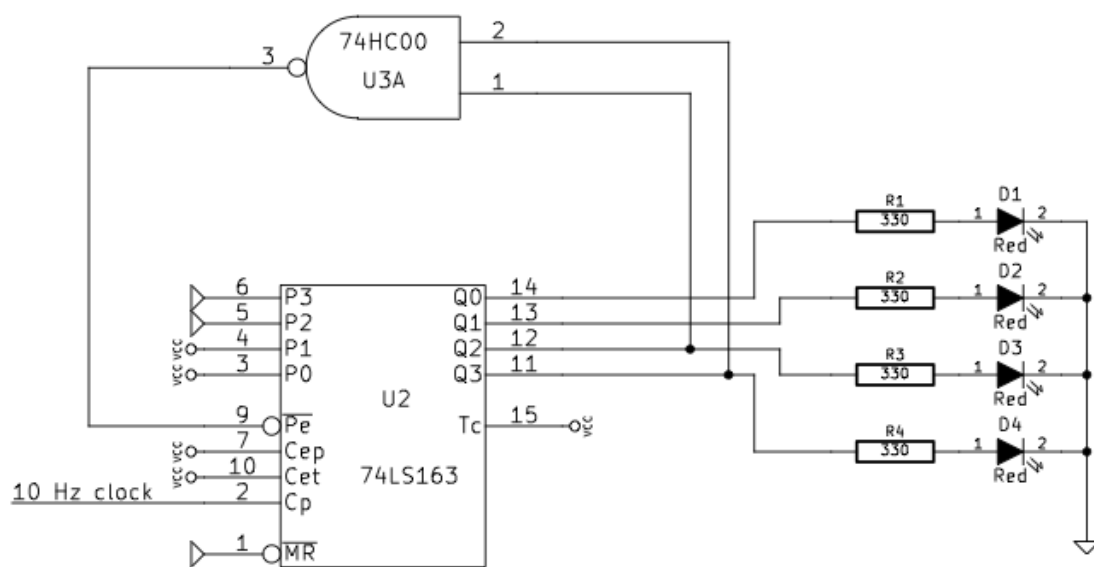 74HC00
U3A
3
2
1
R1
330
1
D1
2
Red
R2
330
1
D2
2
Red
R3
330
1
D3
2
Red
R4
330
1
D4
2
Red
6 P3
5 P2
VCC 4 P1
VCC 3 P0
9 Pe
VCC 7 Cep
VCC 10 Cet
10 Hz clock 2 Cp
1 MR
U2
74LS163
Q0 14
Q1 13
Q2 12
Q3 11
Tc 15 VCC